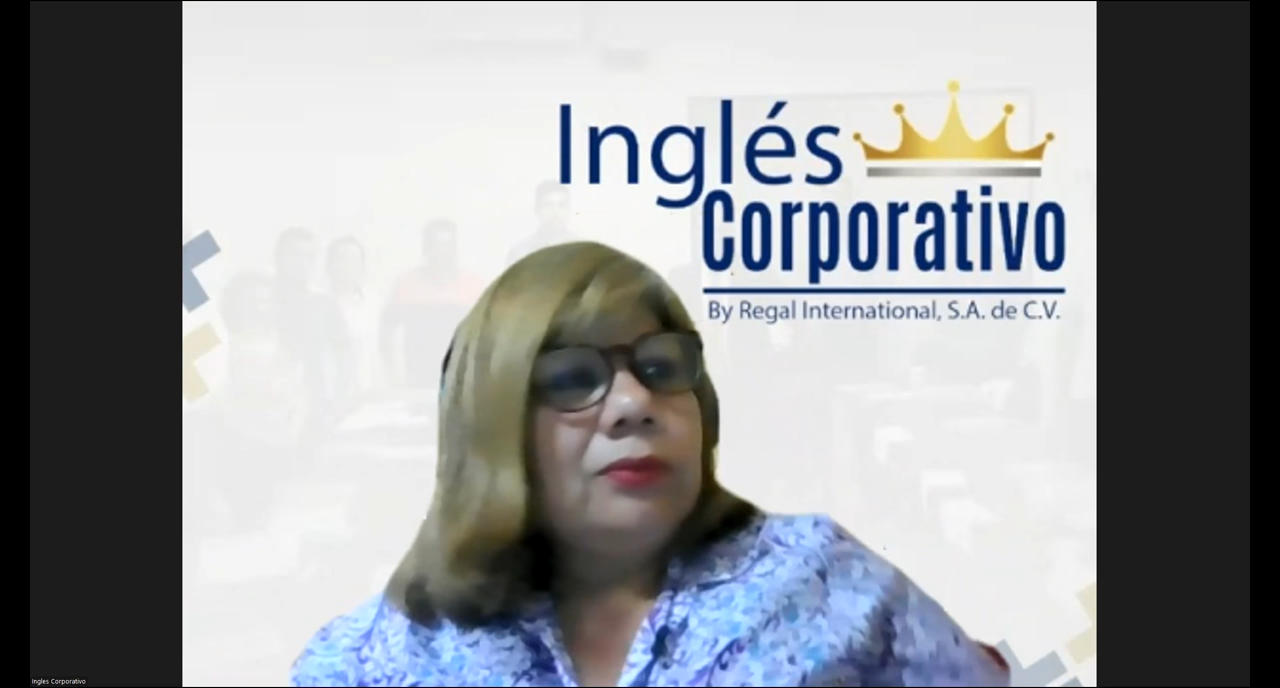 Inglés
Corporativo
By Regal International, S.A. de C.V.
Ingles Corporativo